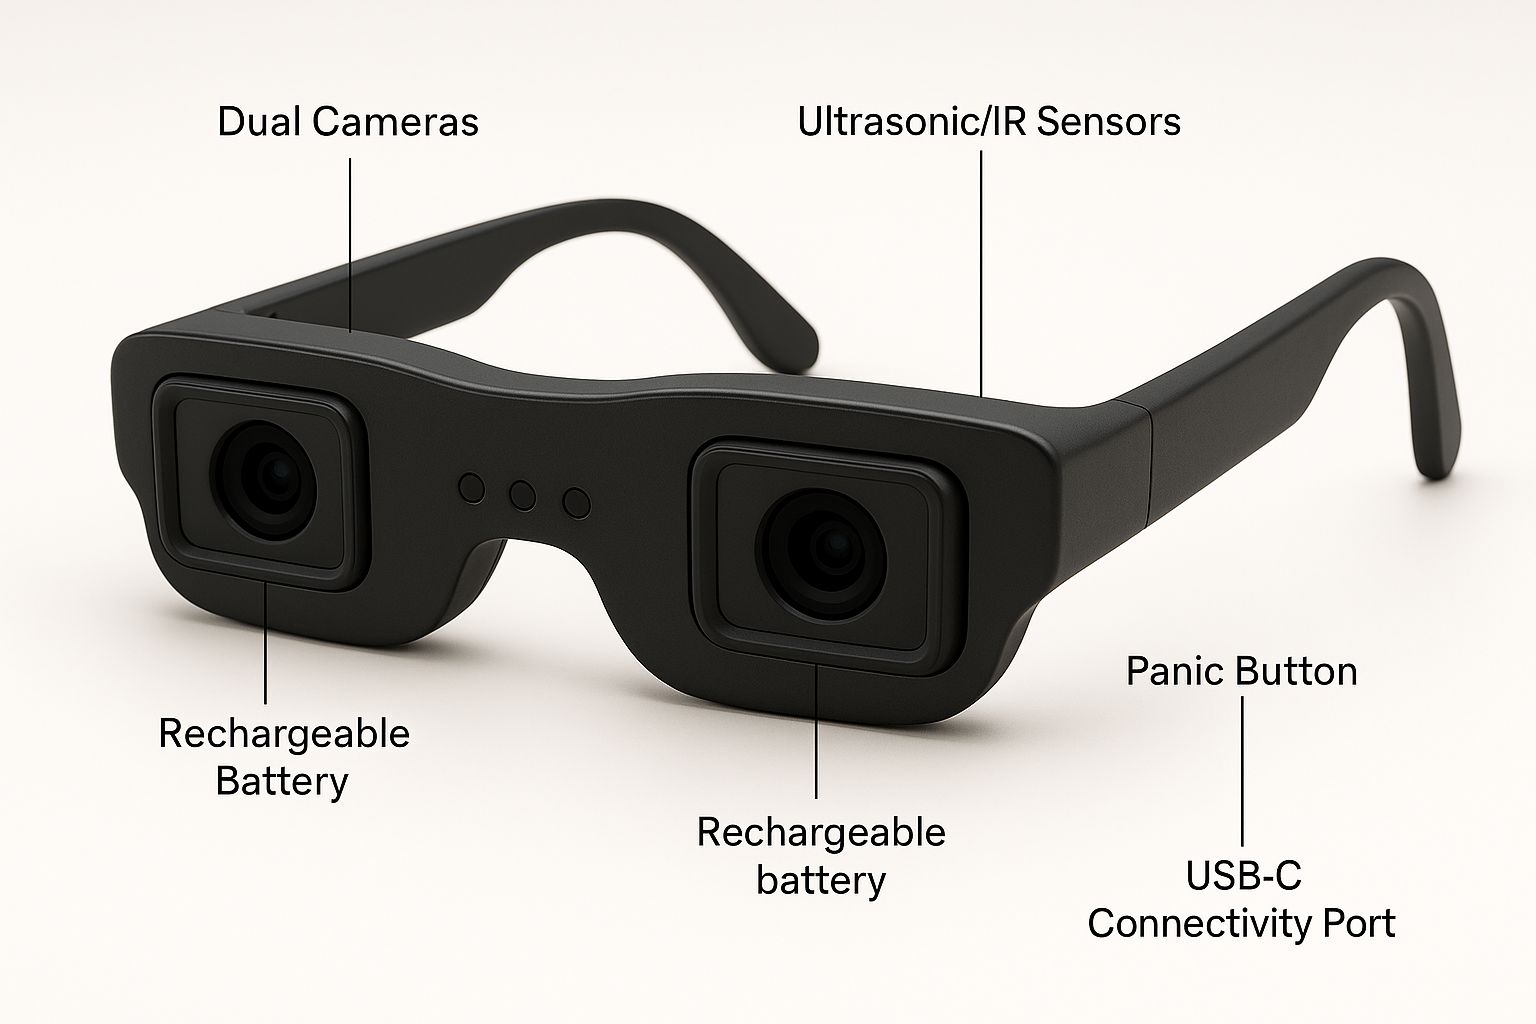 Dual Cameras
Ultrasonic/IR Sensors
Rechargeable
Battery
Rechargeable
battery
Panic Button
USB-C
Connectivity Port